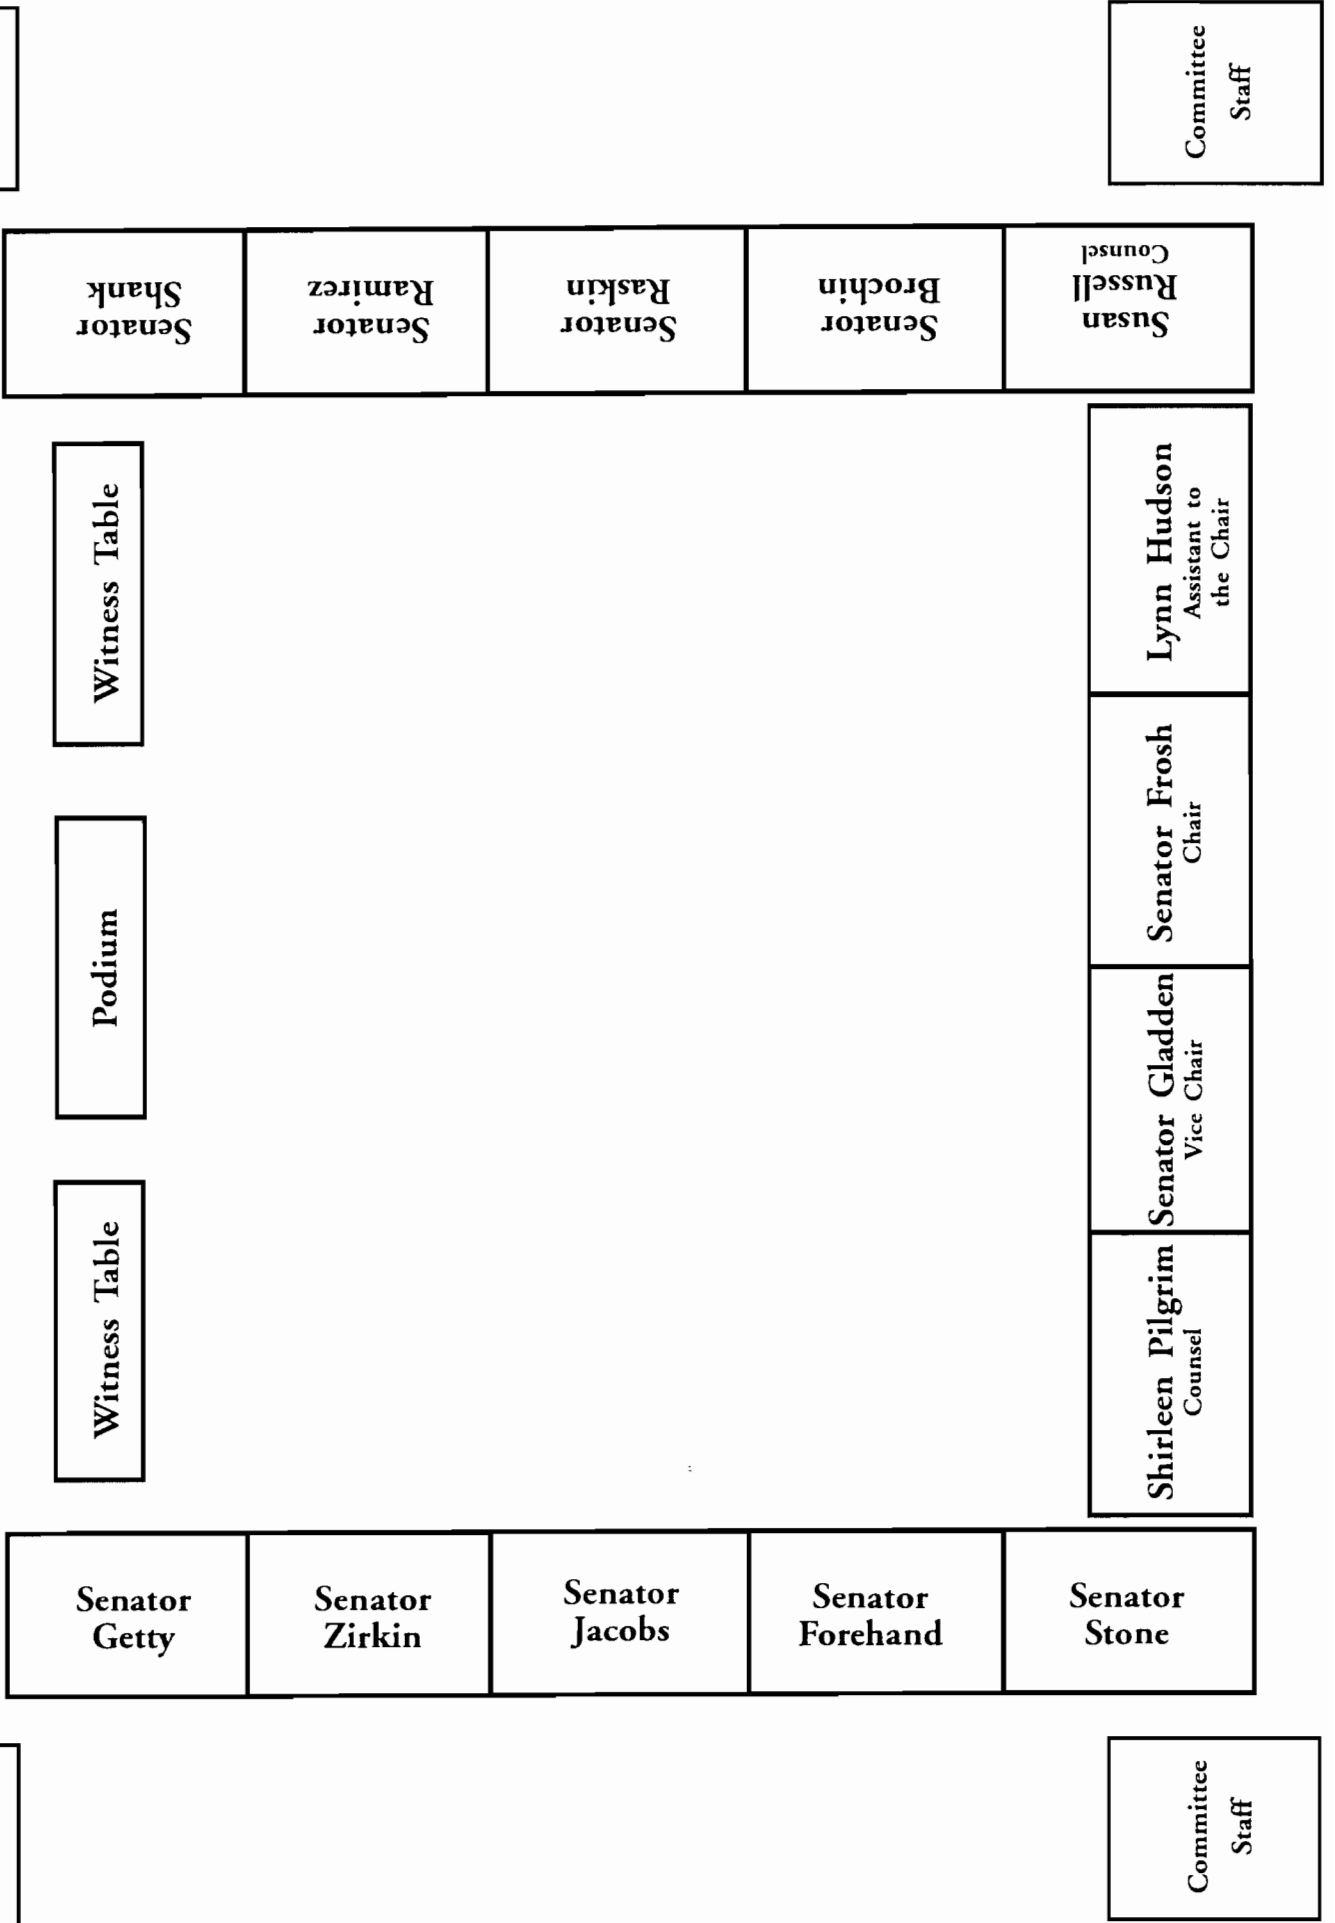 Committee
Staff
Senator
Shank
Senator
Ramirez
Senator
Raskin
Senator
Brochin
Susan
Russell
Counsel
Lynn Hudson
Assistant to
the Chair
Senator Frosh
Chair
Senator Gladden
Vice Chair
Shirleen Pilgrim
Counsel
Witness Table
Podium
Witness Table
Senator
Getty
Senator
Zirkin
Senator
Jacobs
Senator
Forehand
Senator
Stone
Committee
Staff